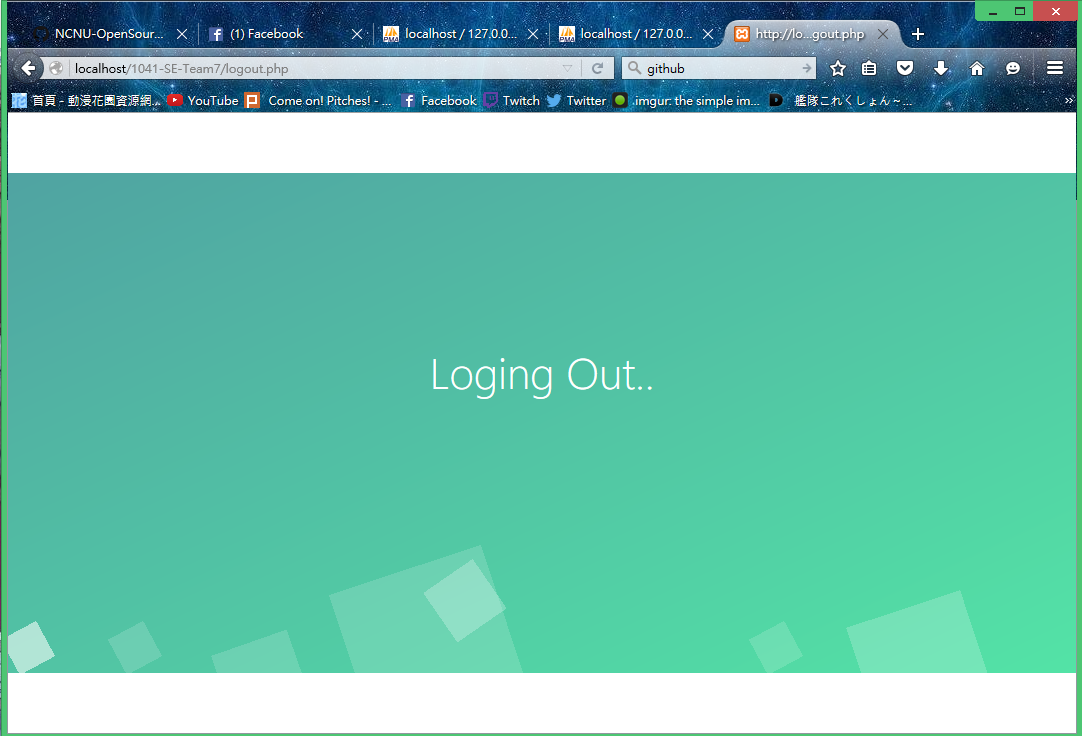 NCNU-OpenSour...
(1) Facebook
localhost / 127.0.0...
localhost / 127.0....
http://lo...gout.php
localhost/1041-SE-Team7/logout.php
github
首頁 - 動漫花園資源網...
YouTube
Come on! Pitches! - ...
Facebook
Twitch
Twitter
.imgur: the simple im...
艦隊これくしょん ~...
Loging Out..